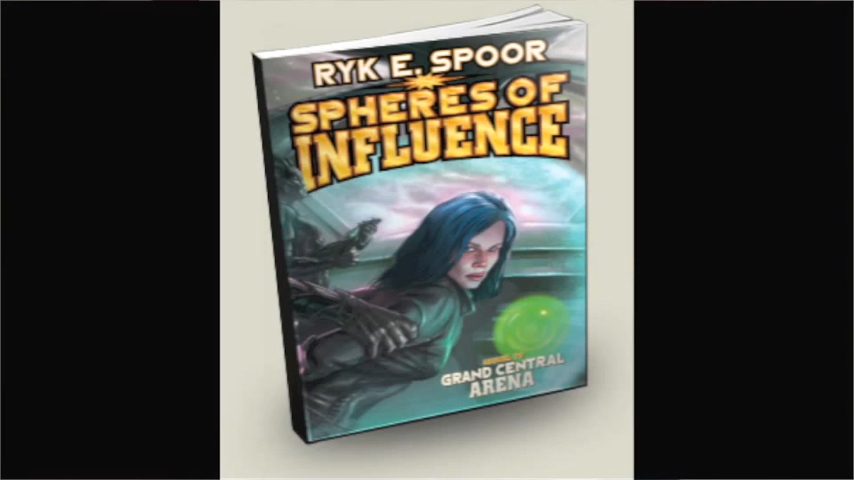 RYK E. SPOOR
SPHERES OF
INFLUENCE
GRAND CENTRAL
ARENA